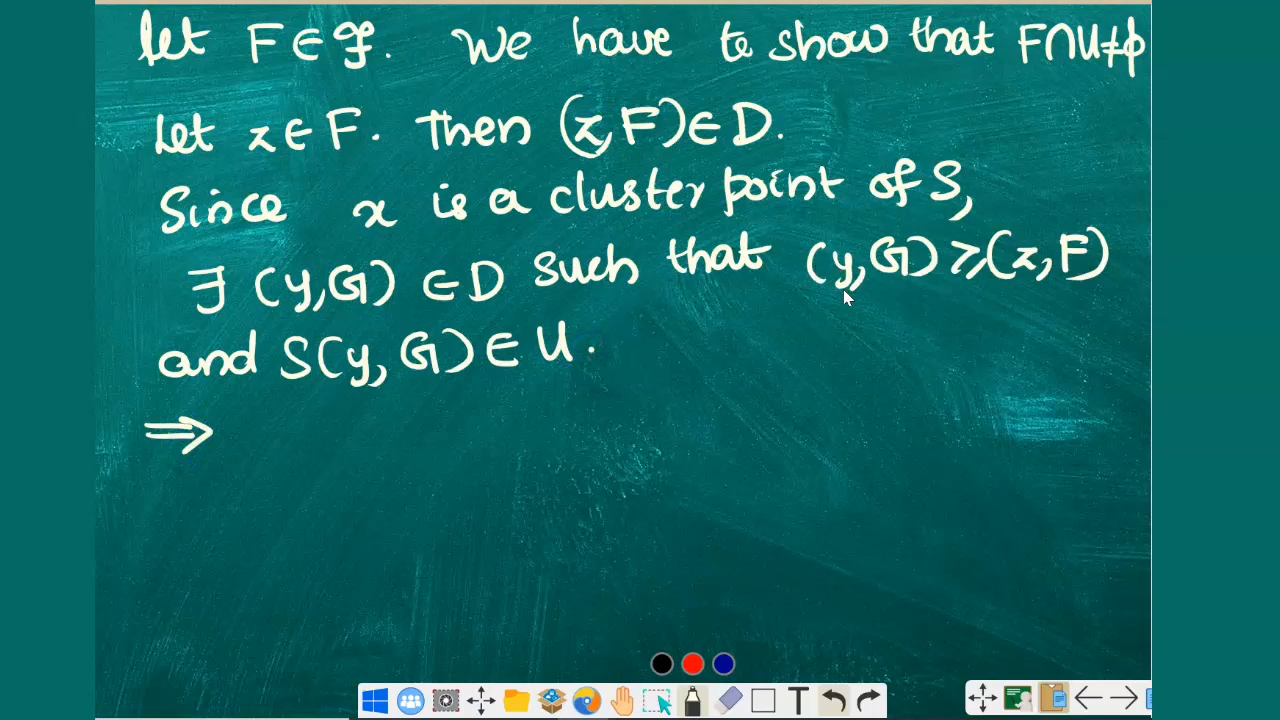 let F ∈ ℱ. We have to show that F∩U≠ϕ
Let z ∈ F. Then (z, F) ∈ D.
Since x is a cluster point of S,
∃ (y, G) ∈ D such that (y, G) ⩾ (z, F)
and S(y, G) ∈ U.
⇒
T